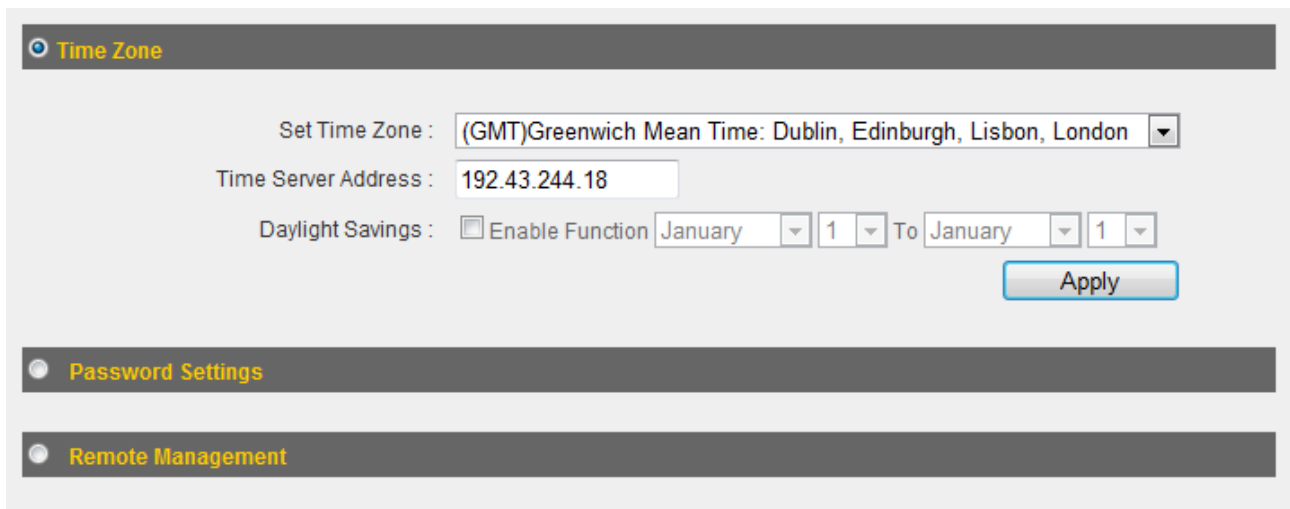 Time Zone
Set Time Zone : (GMT)Greenwich Mean Time: Dublin, Edinburgh, Lisbon, London
Time Server Address : 192.43.244.18
Daylight Savings : Enable Function January 1 To January 1
Apply
Password Settings
Remote Management